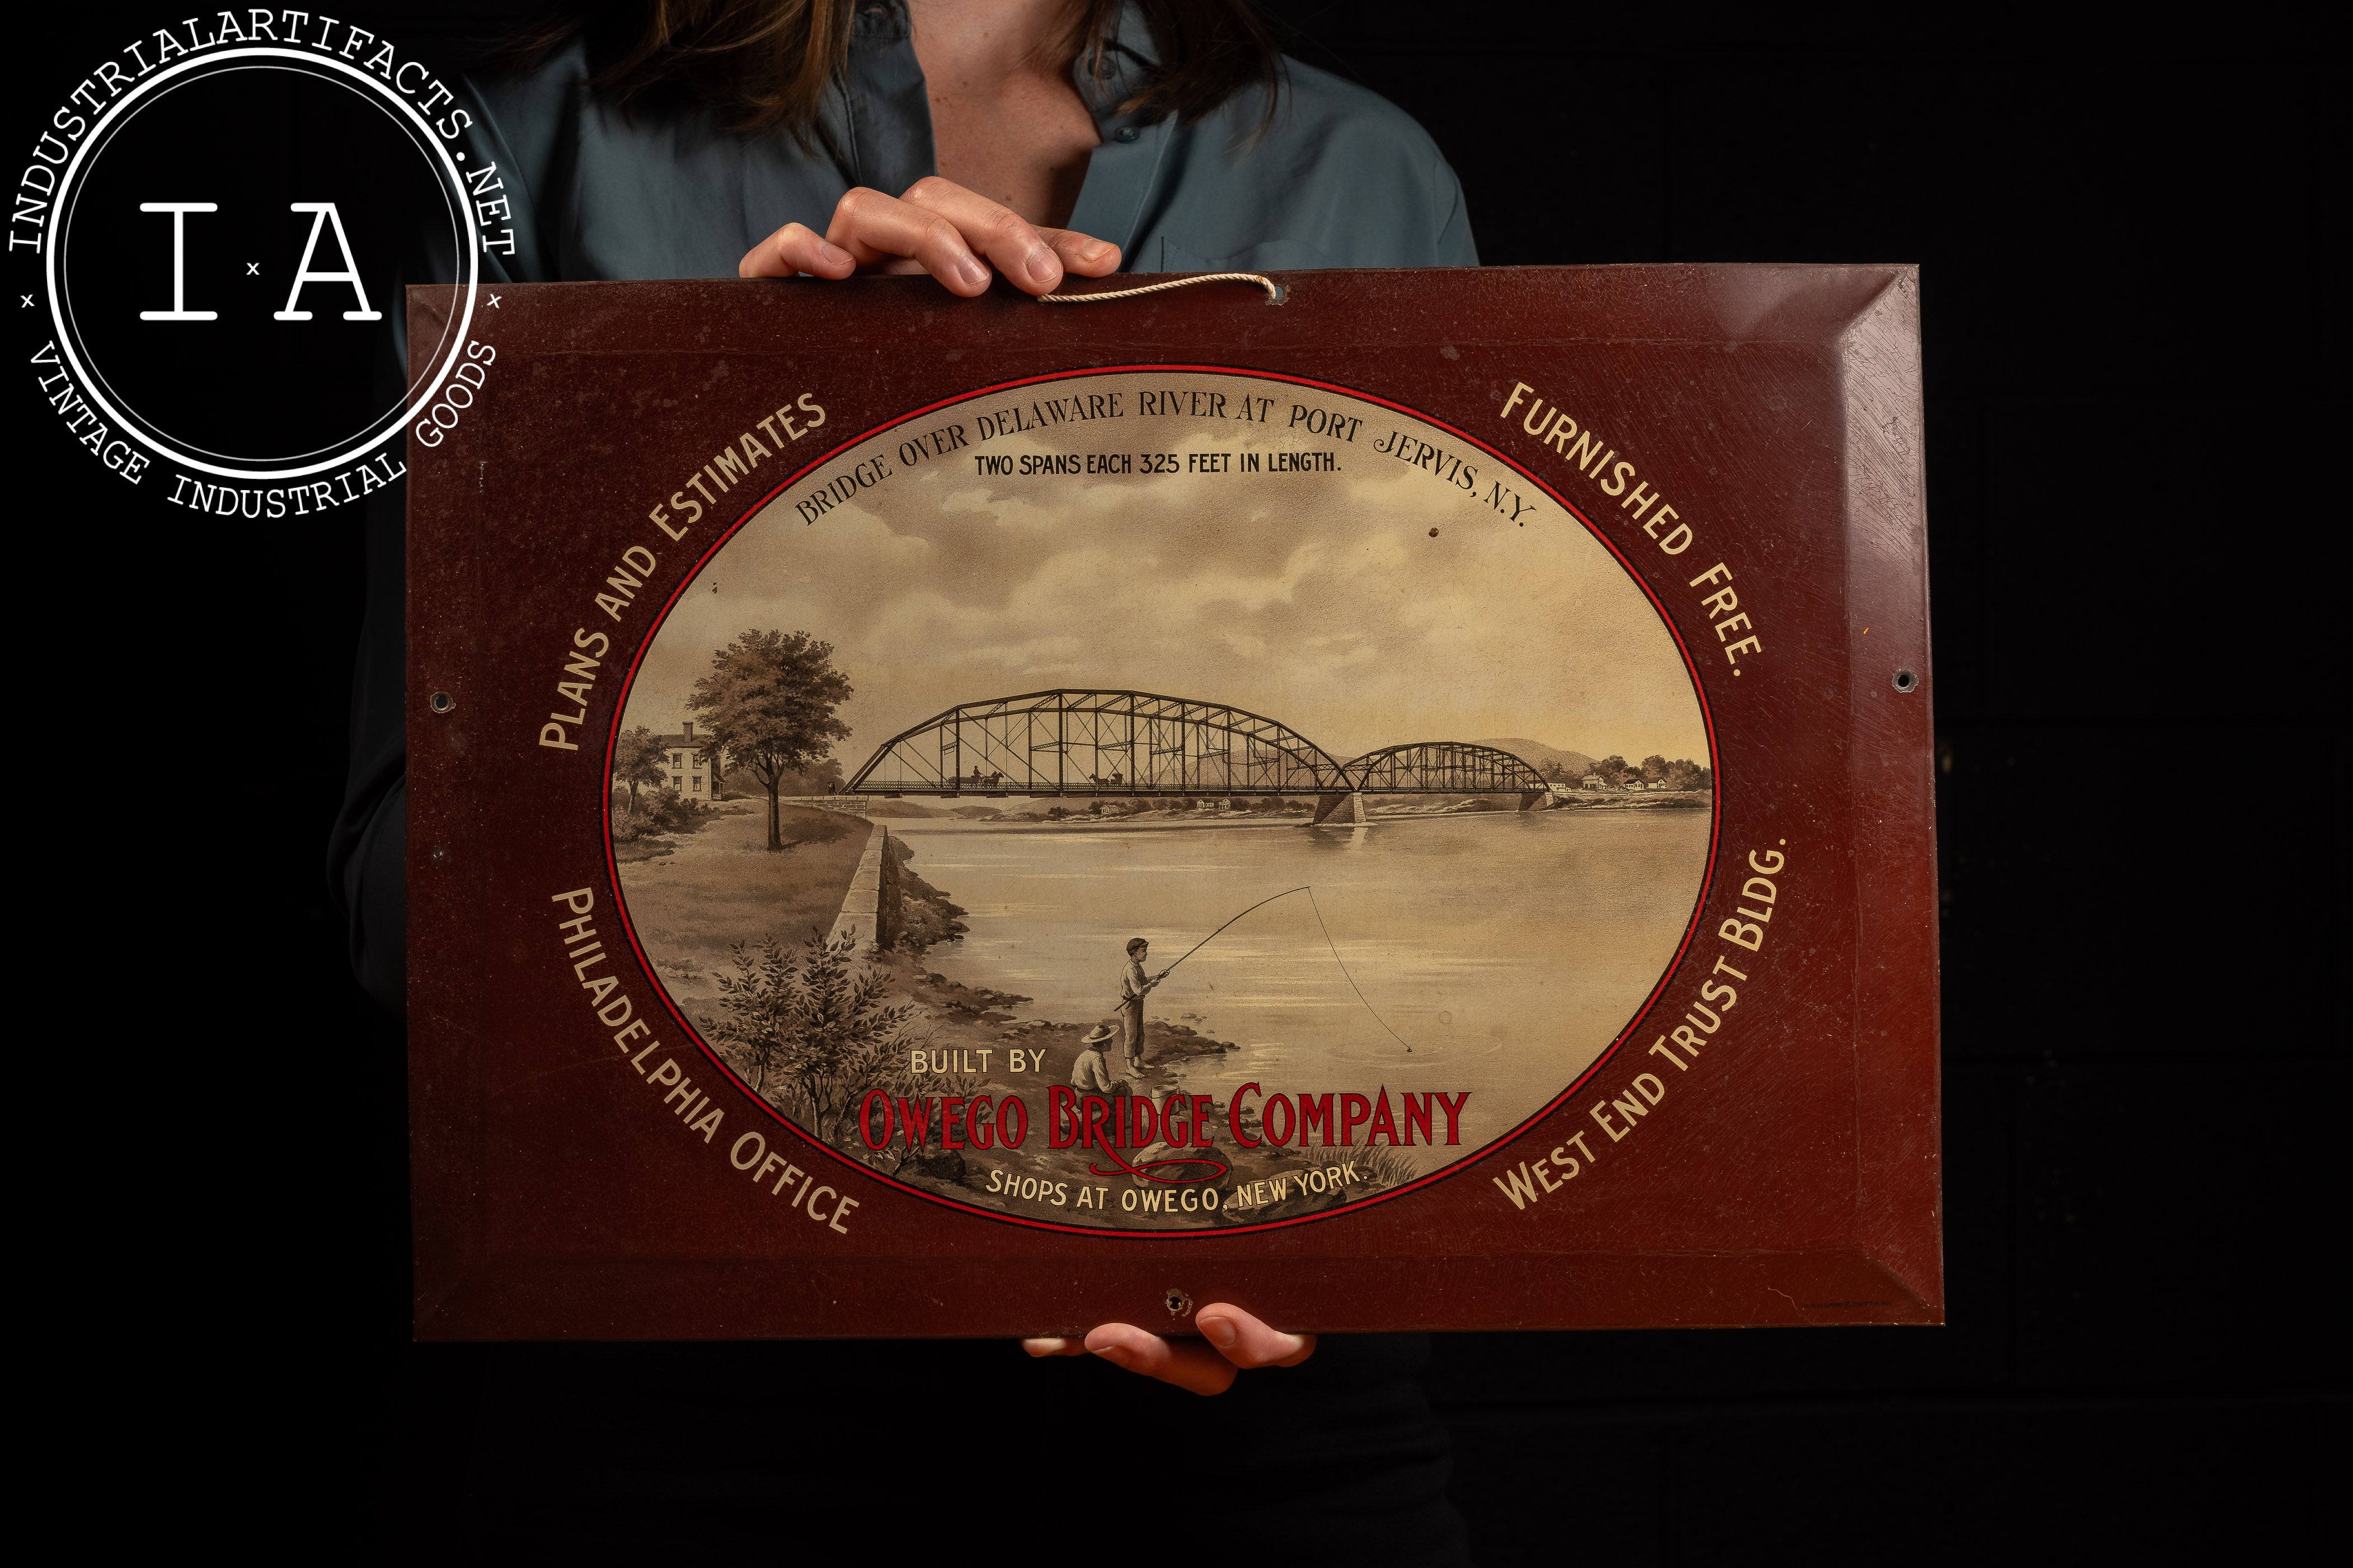 INDUSTRIALARTIFACTS.NET
I x A
x VINTAGE INDUSTRIAL GOODS x
PLANS AND ESTIMATES
FURNISHED FREE.
BRIDGE OVER DELAWARE RIVER AT PORT JERVIS, N.Y.
TWO SPANS EACH 325 FEET IN LENGTH.
BUILT BY
OWEGO BRIDGE COMPANY
SHOPS AT OWEGO, NEW YORK.
PHILADELPHIA OFFICE
WEST END TRUST BLDG.